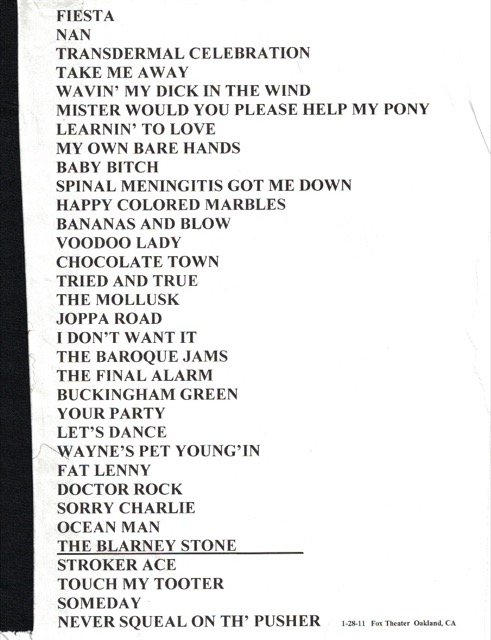 FIESTA
NAN
TRANSDERMAL CELEBRATION
TAKE ME AWAY
WAVIN' MY DICK IN THE WIND
MISTER WOULD YOU PLEASE HELP MY PONY
LEARNIN' TO LOVE
MY OWN BARE HANDS
BABY BITCH
SPINAL MENINGITIS GOT ME DOWN
HAPPY COLORED MARBLES
BANANAS AND BLOW
VOODOO LADY
CHOCOLATE TOWN
TRIED AND TRUE
THE MOLLUSK
JOPPA ROAD
I DON'T WANT IT
THE BAROQUE JAMS
THE FINAL ALARM
BUCKINGHAM GREEN
YOUR PARTY
LET'S DANCE
WAYNE'S PET YOUNG'IN
FAT LENNY
DOCTOR ROCK
SORRY CHARLIE
OCEAN MAN
THE BLARNEY STONE
STROKER ACE
TOUCH MY TOOTER
SOMEDAY
NEVER SQUEAL ON TH' PUSHER 1-28-11 Fox Theater Oakland, CA